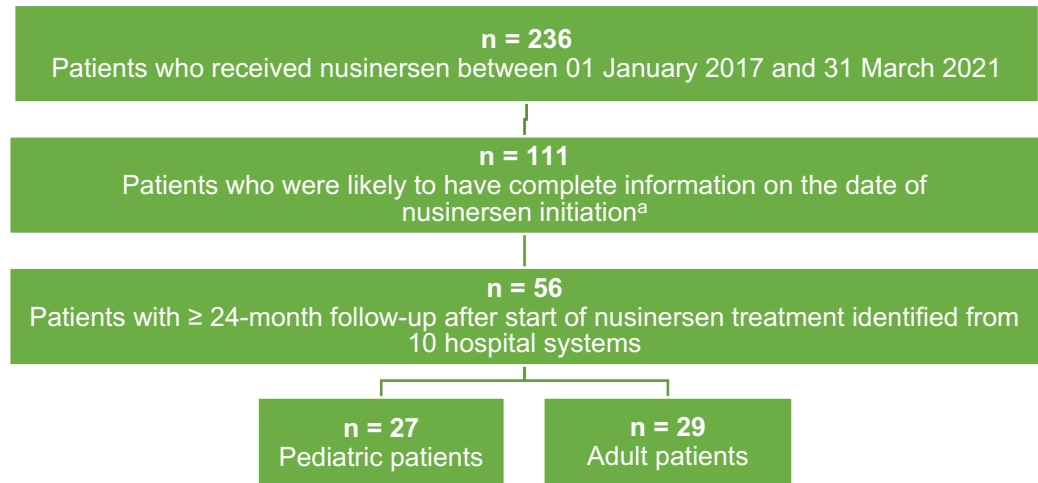 n = 236
Patients who received nusinersen between 01 January 2017 and 31 March 2021
n = 111
Patients who were likely to have complete information on the date of
nusinersen initiationᵃ
n = 56
Patients with ≥ 24-month follow-up after start of nusinersen treatment identified from
10 hospital systems
n = 27
Pediatric patients
n = 29
Adult patients